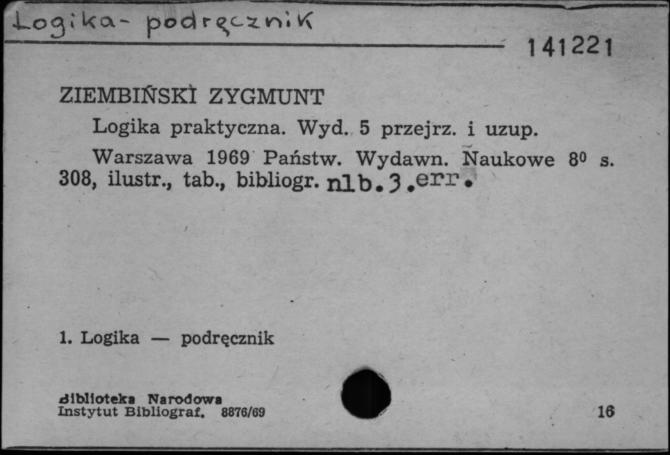 Logika - podręcznik
141221
ZIEMBIŃSKI ZYGMUNT
Logika praktyczna. Wyd. 5 przejrz. i uzup.
Warszawa 1969 Państw. Wydawn. Naukowe 8⁰ s.
308, ilustr., tab., bibliogr. nlb.3.err.
1. Logika — podręcznik
Biblioteka Narodowa
Instytut Bibliograf. 8876/69
16